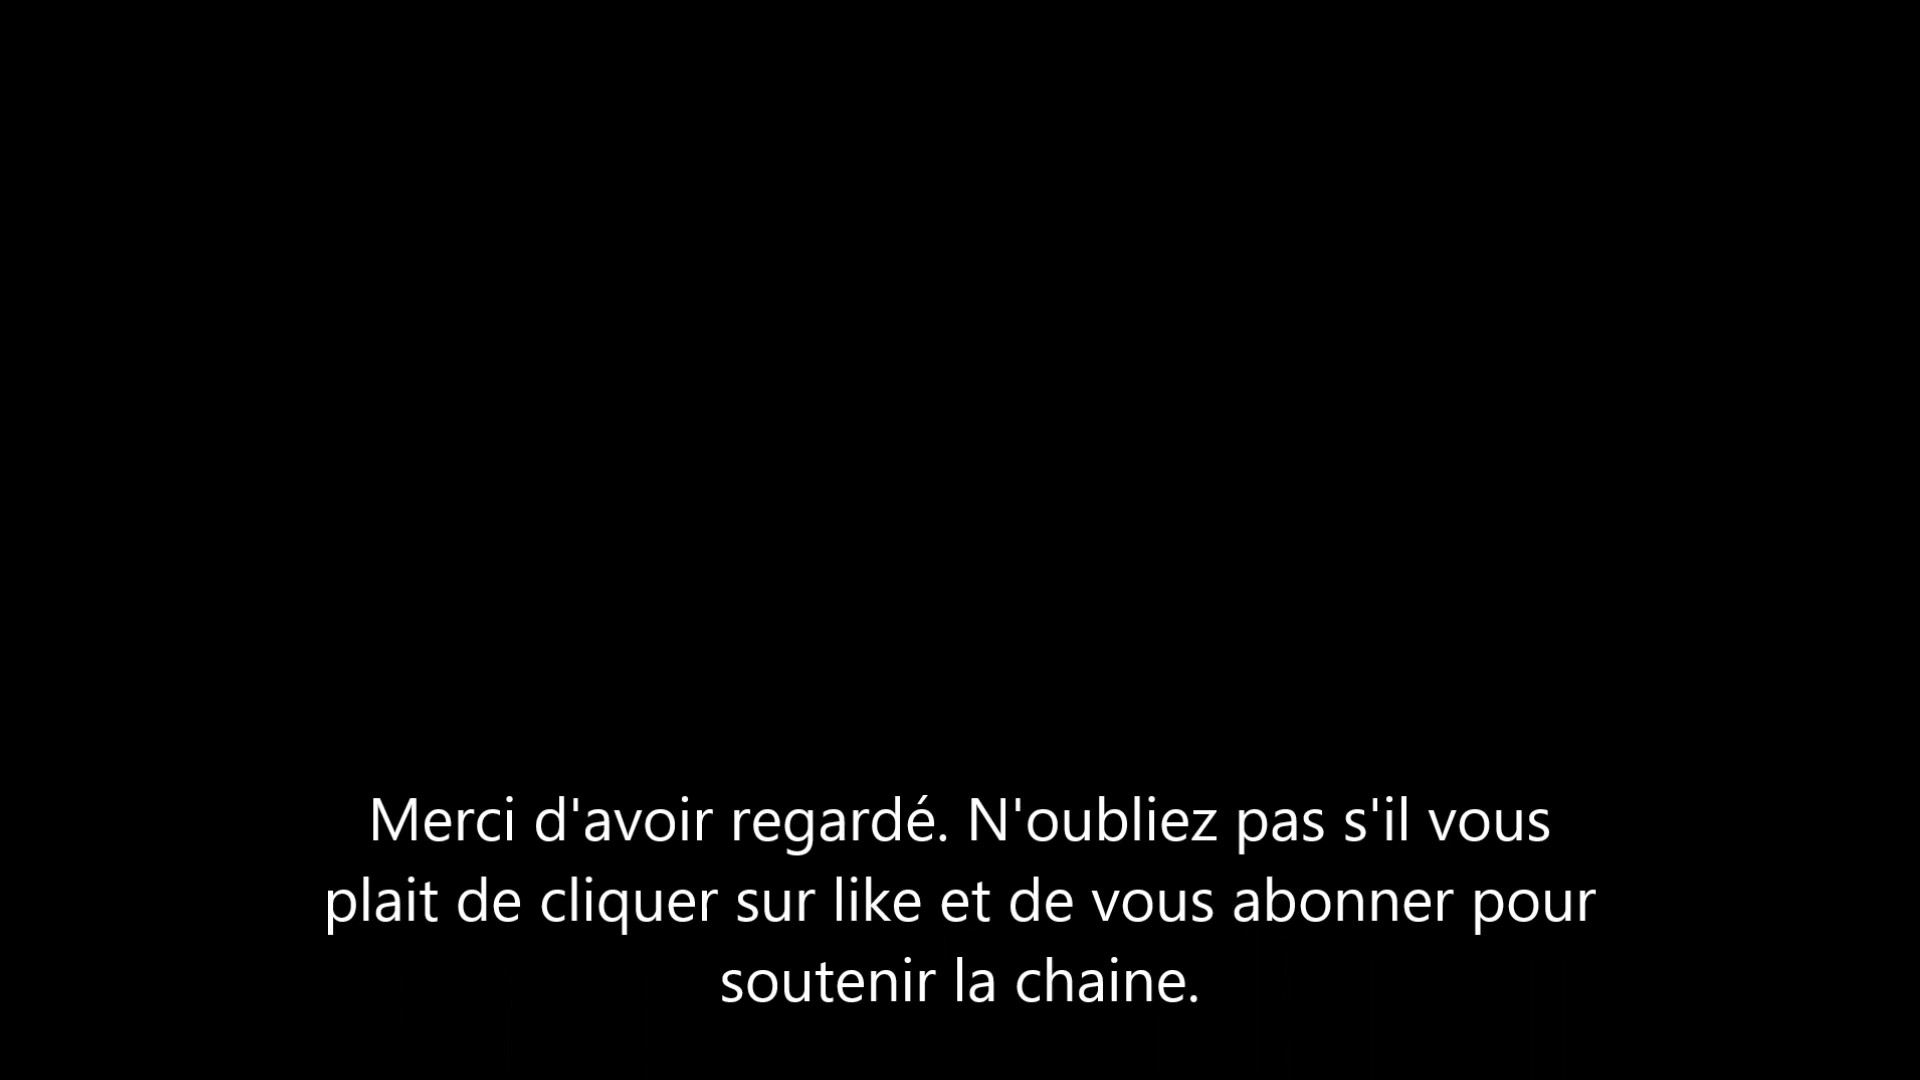 Merci d'avoir regardé. N'oubliez pas s'il vous
plait de cliquer sur like et de vous abonner pour
soutenir la chaine.